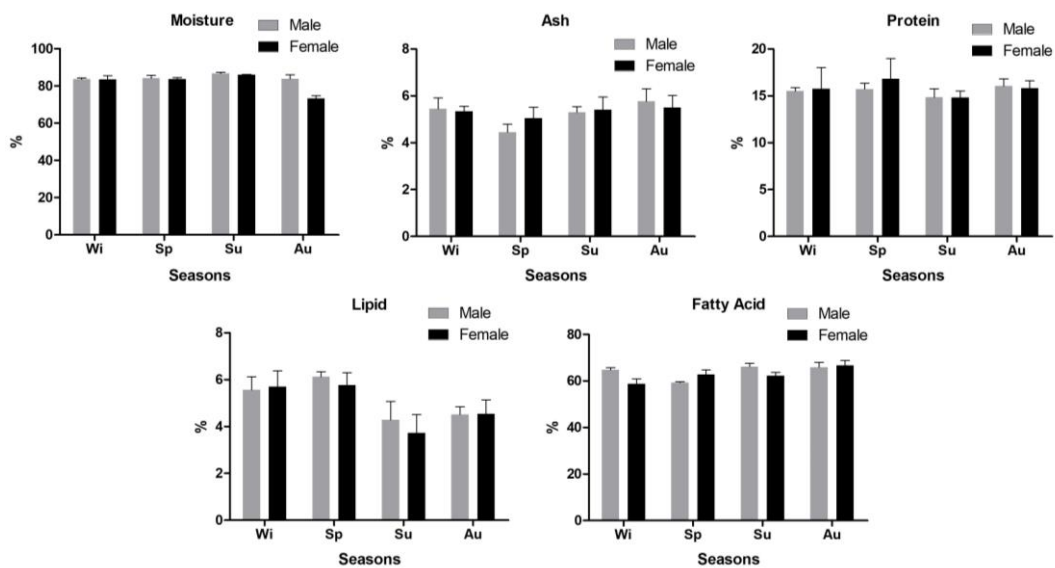 Moisture
Male
Female
100
80
60
40
20
0
%
Wi Sp Su Au
Seasons
Ash
Male
Female
8
6
4
2
0
%
Wi Sp Su Au
Seasons
Protein
Male
Female
20
15
10
5
0
%
Wi Sp Su Au
Seasons
Lipid
Male
Female
8
6
4
2
0
%
Wi Sp Su Au
Seasons
Fatty Acid
Male
Female
80
60
40
20
0
%
Wi Sp Su Au
Seasons